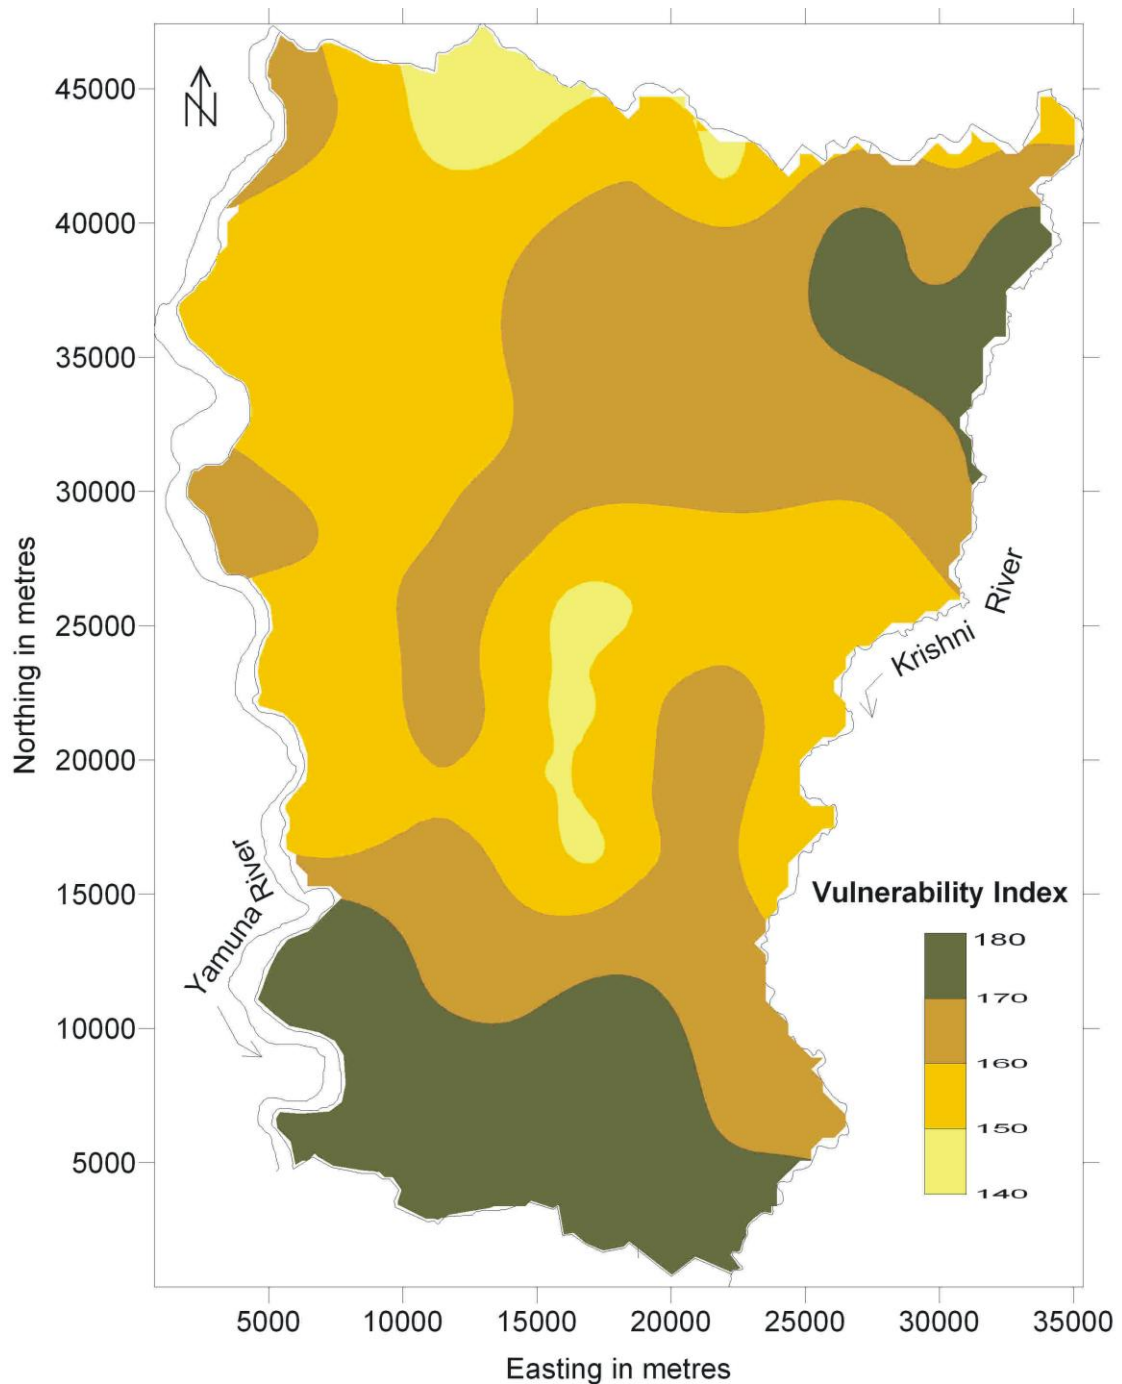 N
45000
40000
35000
30000
25000
20000
15000
10000
5000
Northing in metres
Yamuna River
Krishni River
Vulnerability Index
180
170
160
150
140
5000 10000 15000 20000 25000 30000 35000
Easting in metres